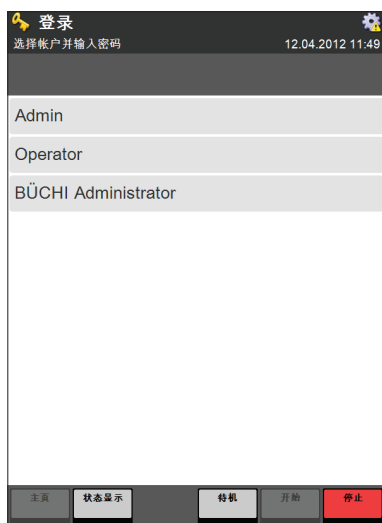 登录
选择帐户并输入密码 12.04.2012 11:49
Admin
Operator
BÜCHI Administrator
主页 状态显示 待机 开始 停止